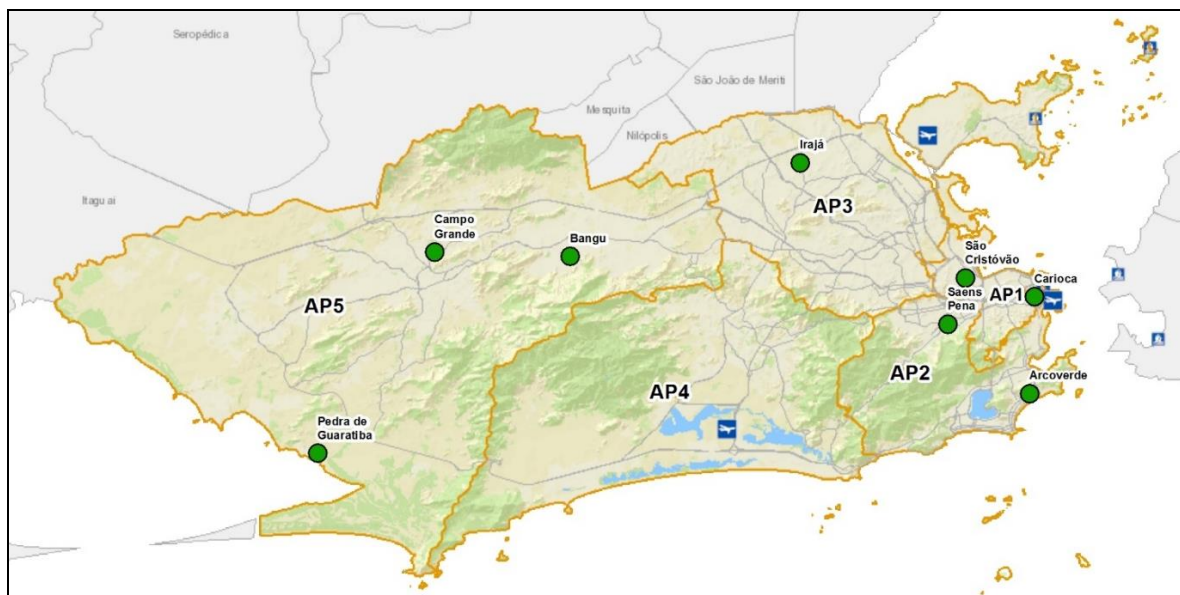 Seropédica
São João de Meriti
Mesquita
Nilópolis
Irajá
Itaguaí
AP3
Campo
Grande
Bangu
São
Cristóvão
Carioca
Saens
Pena
AP1
AP5
AP2
AP4
Arcoverde
Pedra de
Guaratiba